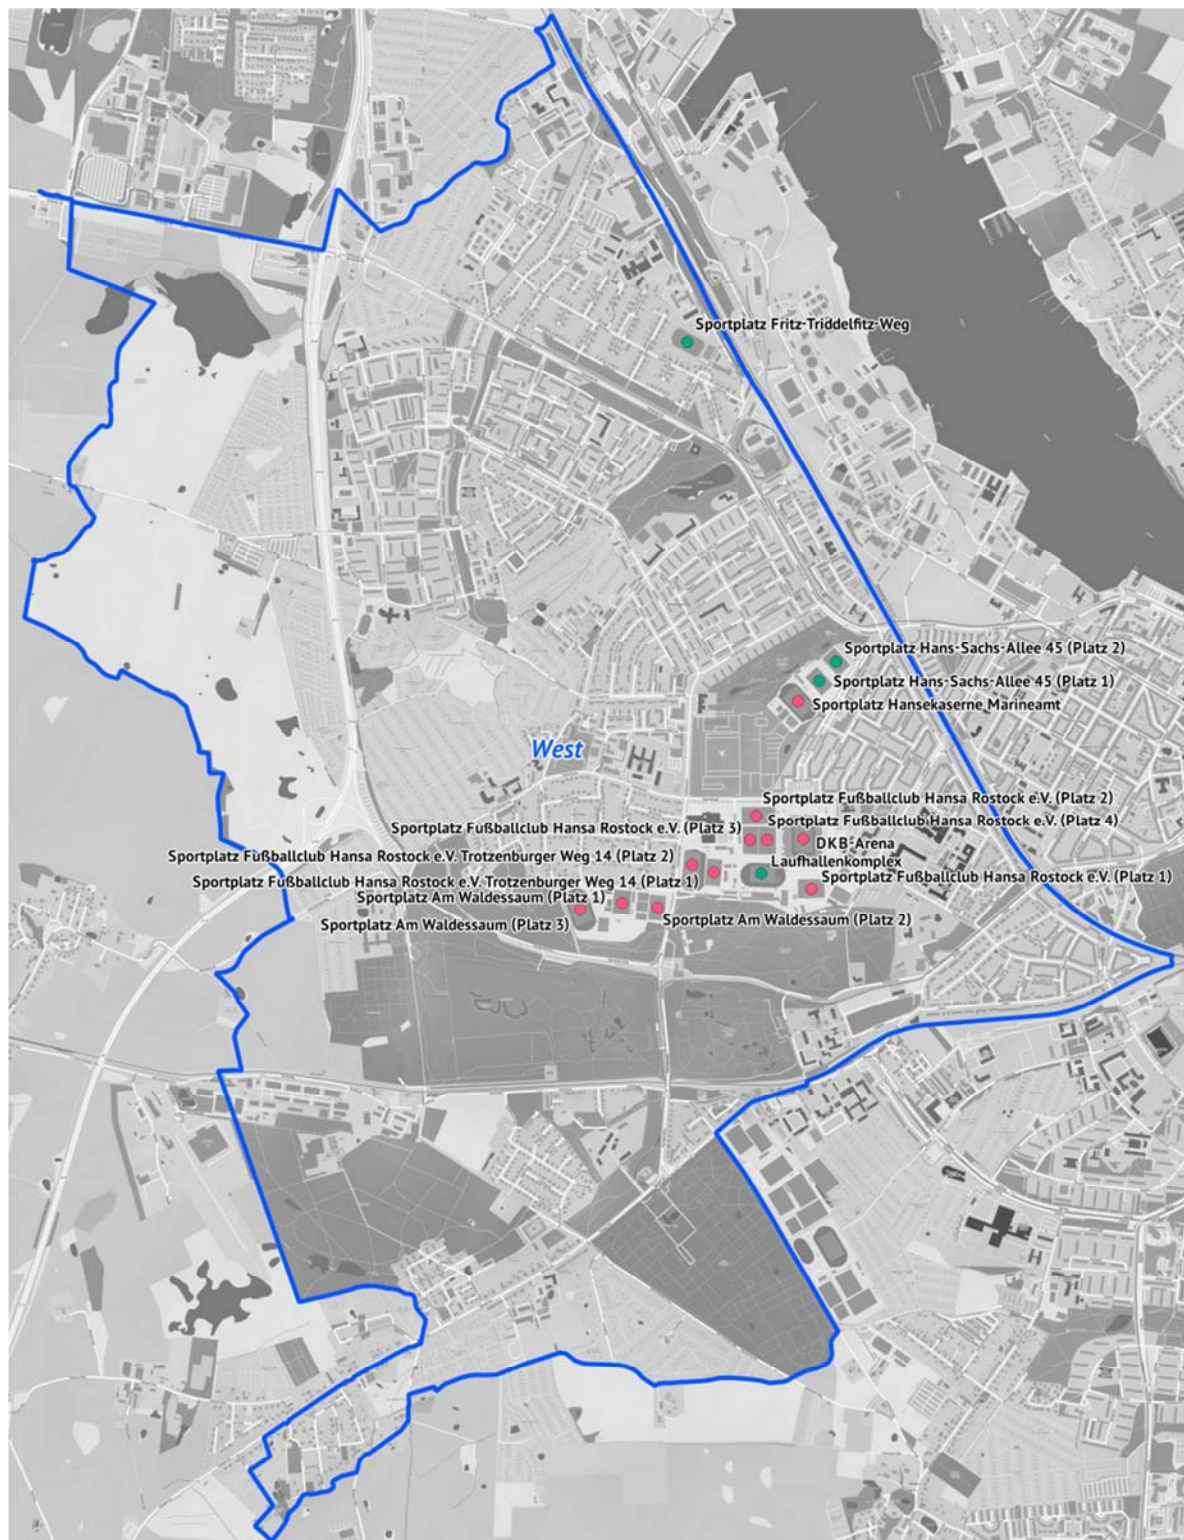 Sportplatz Fritz-Triddelfitz-Weg
Sportplatz Hans-Sachs-Allee 45 (Platz 2)
Sportplatz Hans-Sachs-Allee 45 (Platz 1)
Sportplatz Hansekaserne Marineamt
West
Sportplatz Fußballclub Hansa Rostock e.V. (Platz 2)
Sportplatz Fußballclub Hansa Rostock e.V. (Platz 4)
Sportplatz Fußballclub Hansa Rostock e.V. (Platz 3)
DKB-Arena
Sportplatz Fußballclub Hansa Rostock e.V. Trotzenburger Weg 14 (Platz 2)
Laufhallenkomplex
Sportplatz Fußballclub Hansa Rostock e.V. (Platz 1)
Sportplatz Fußballclub Hansa Rostock e.V. Trotzenburger Weg 14 (Platz 1)
Sportplatz Am Waldessaum (Platz 1)
Sportplatz Am Waldessaum (Platz 2)
Sportplatz Am Waldessaum (Platz 3)